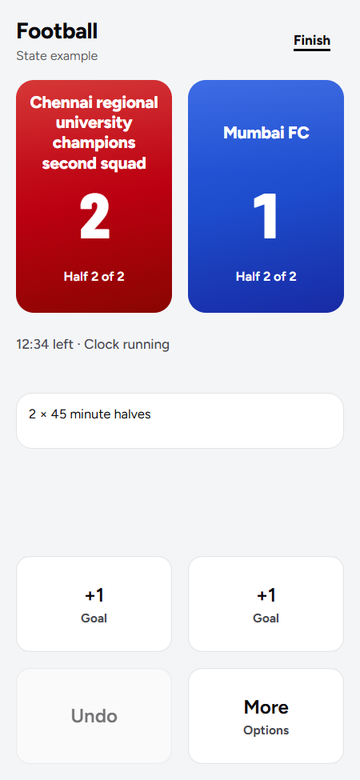 Football
State example
Finish
Chennai regional
university
champions
second squad
2
Half 2 of 2
Mumbai FC
1
Half 2 of 2
12:34 left · Clock running
2 × 45 minute halves
+1
Goal
+1
Goal
Undo
More
Options